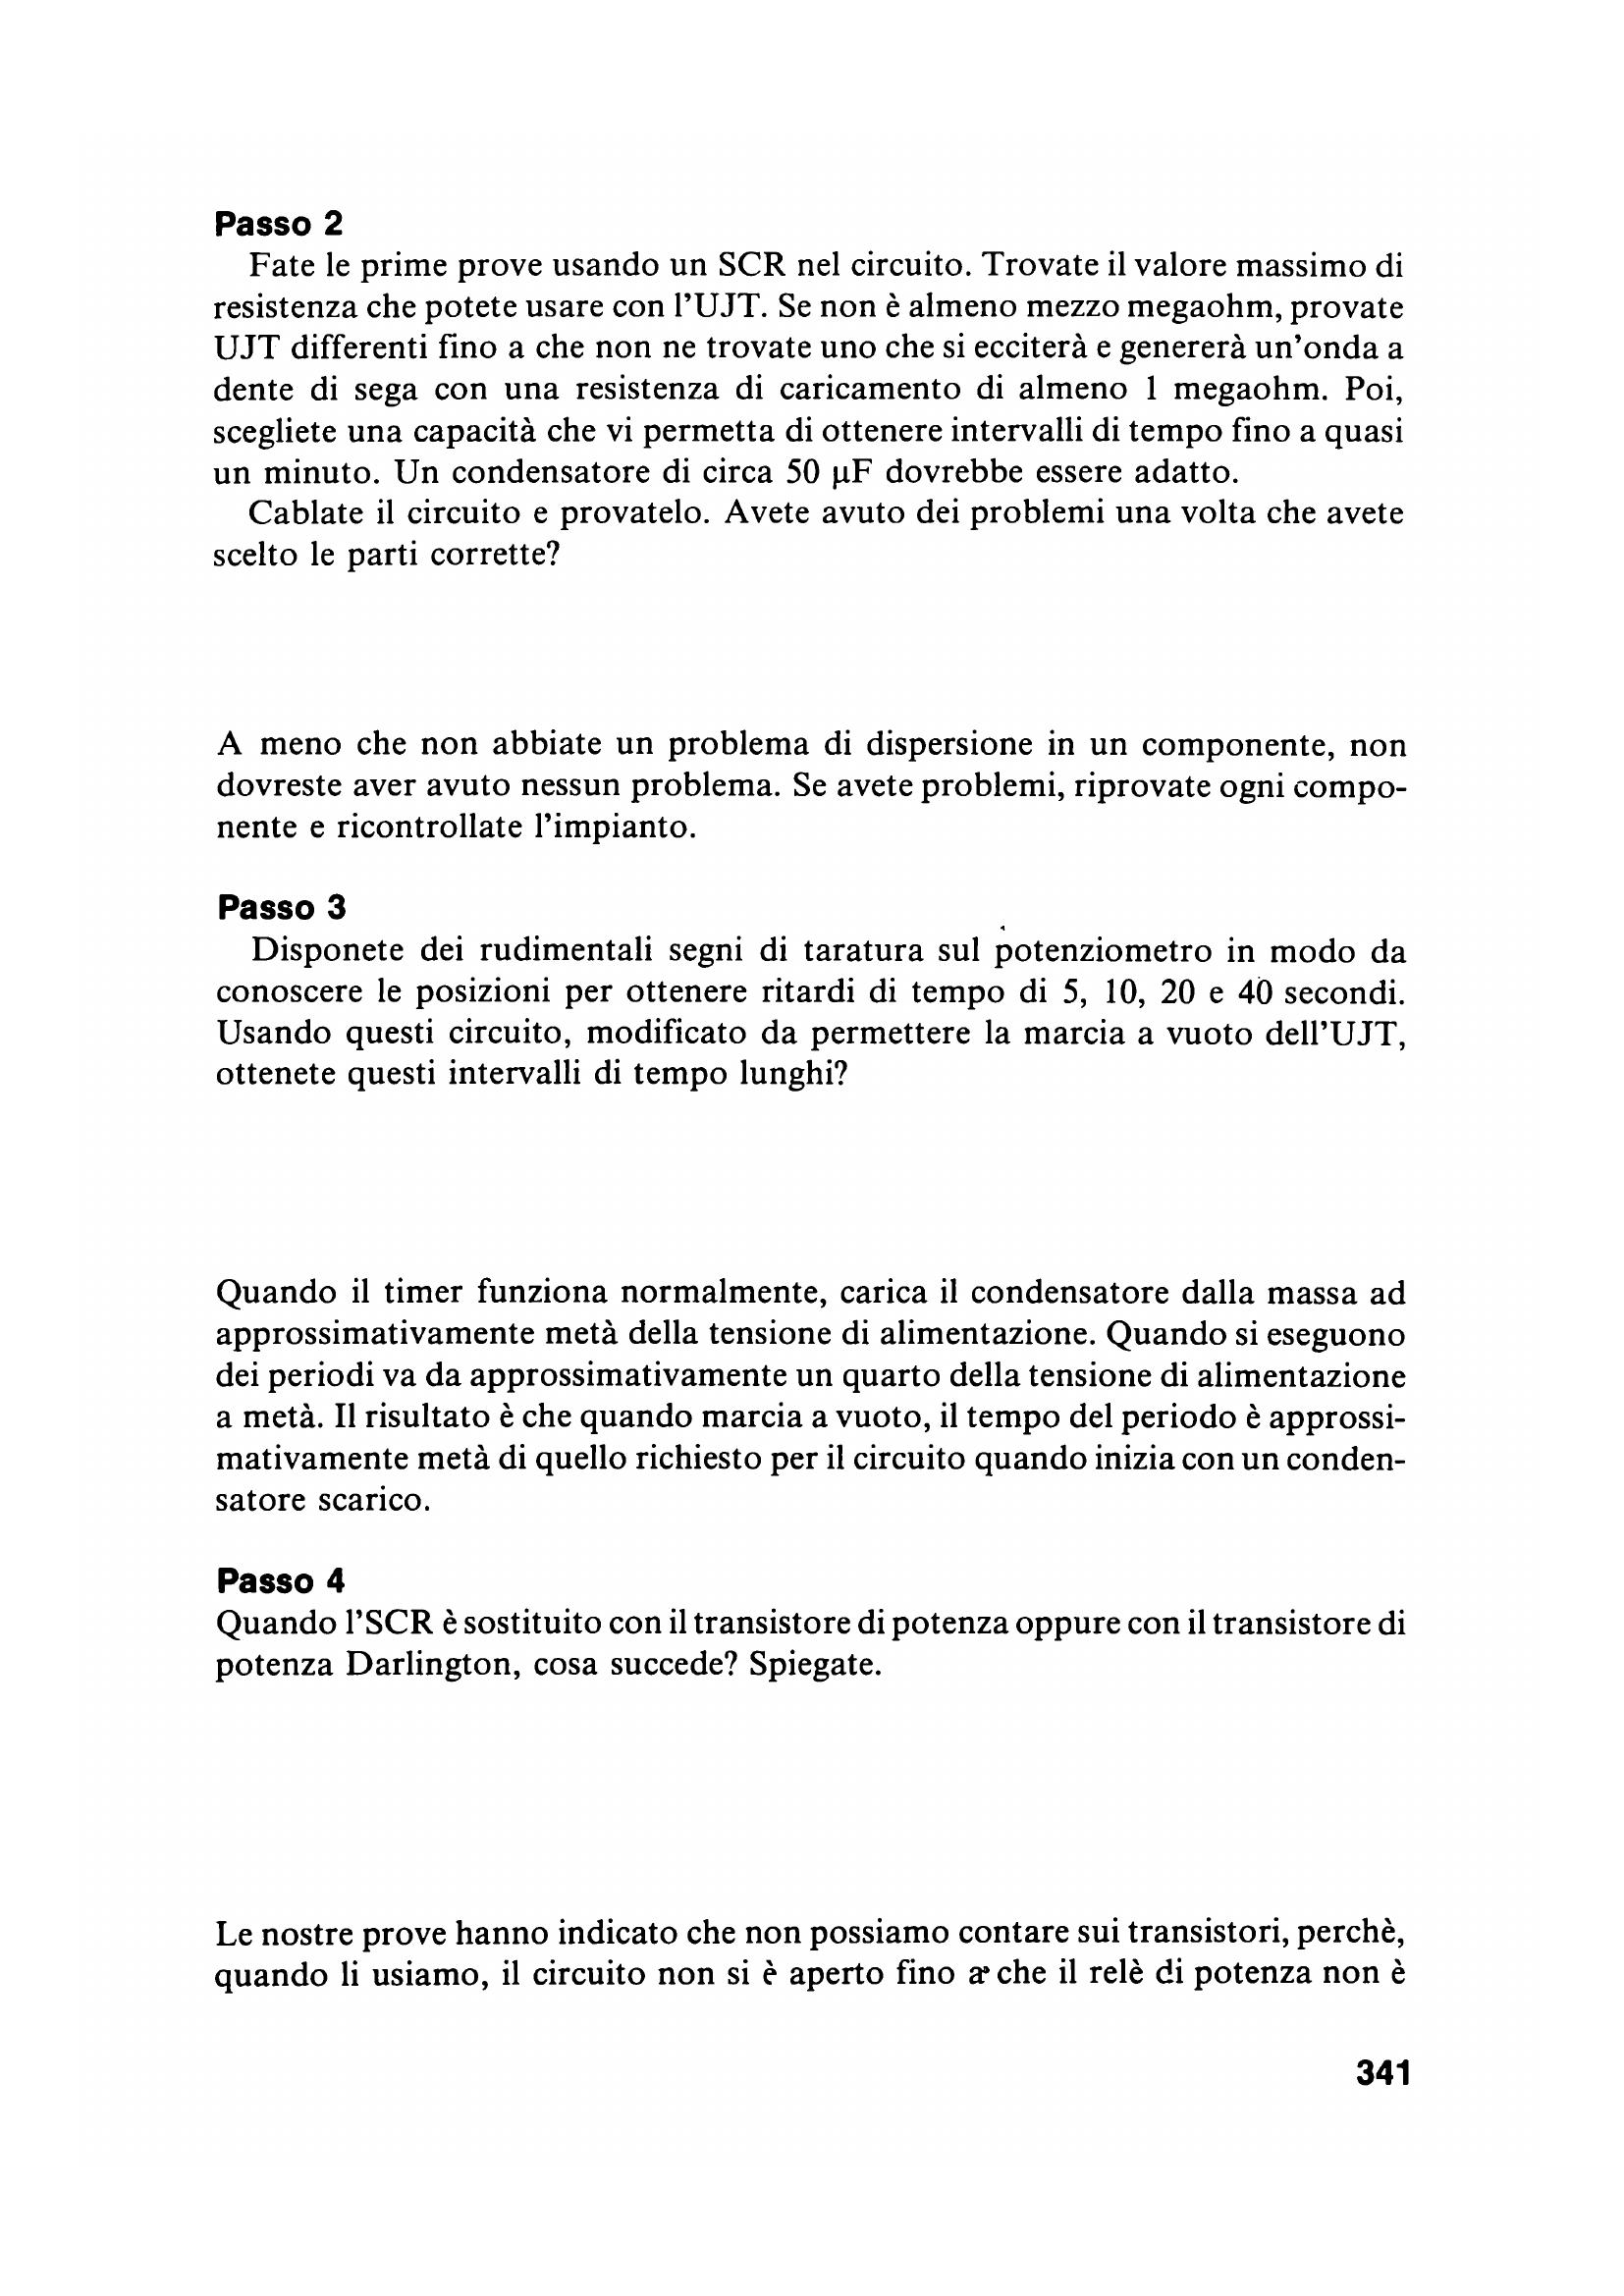 Passo 2
Fate le prime prove usando un SCR nel circuito. Trovate il valore massimo di
resistenza che potete usare con l'UJT. Se non è almeno mezzo megaohm, provate
UJT differenti fino a che non ne trovate uno che si ecciterà e genererà un'onda a
dente di sega con una resistenza di caricamento di almeno 1 megaohm. Poi,
scegliete una capacità che vi permetta di ottenere intervalli di tempo fino a quasi
un minuto. Un condensatore di circa 50 µF dovrebbe essere adatto.
Cablate il circuito e provatelo. Avete avuto dei problemi una volta che avete
scelto le parti corrette?
A meno che non abbiate un problema di dispersione in un componente, non
dovreste aver avuto nessun problema. Se avete problemi, riprovate ogni compo-
nente e ricontrollate l'impianto.
Passo 3
Disponete dei rudimentali segni di taratura sul potenziometro in modo da
conoscere le posizioni per ottenere ritardi di tempo di 5, 10, 20 e 40 secondi.
Usando questi circuito, modificato da permettere la marcia a vuoto dell'UJT,
ottenete questi intervalli di tempo lunghi?
Quando il timer funziona normalmente, carica il condensatore dalla massa ad
approssimativamente metà della tensione di alimentazione. Quando si eseguono
dei periodi va da approssimativamente un quarto della tensione di alimentazione
a metà. Il risultato è che quando marcia a vuoto, il tempo del periodo è approssi-
mativamente metà di quello richiesto per il circuito quando inizia con un conden-
satore scarico.
Passo 4
Quando l'SCR è sostituito con il transistore di potenza oppure con il transistore di
potenza Darlington, cosa succede? Spiegate.
Le nostre prove hanno indicato che non possiamo contare sui transistori, perchè,
quando li usiamo, il circuito non si è aperto fino a che il relè di potenza non è
341